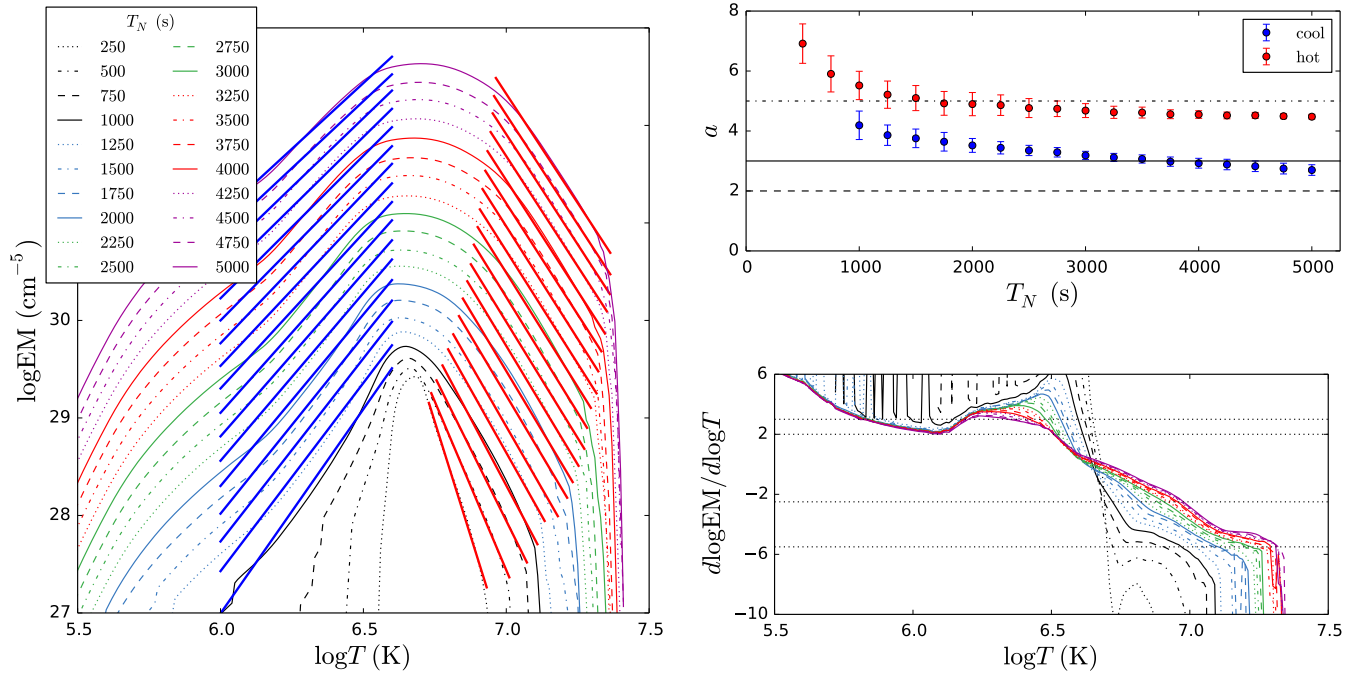 T_N (s)
250 2750
500 3000
750 3250
1000 3500
1250 3750
1500 4000
1750 4250
2000 4500
2250 4750
2500 5000
logEM (cm⁻⁵)
30
29
28
27
5.5 6.0 6.5 7.0 7.5
logT (K)
8
6
4
2
0
a
cool
hot
0 1000 2000 3000 4000 5000
T_N (s)
6
2
−2
−6
−10
dlogEM/dlogT
5.5 6.0 6.5 7.0 7.5
logT (K)